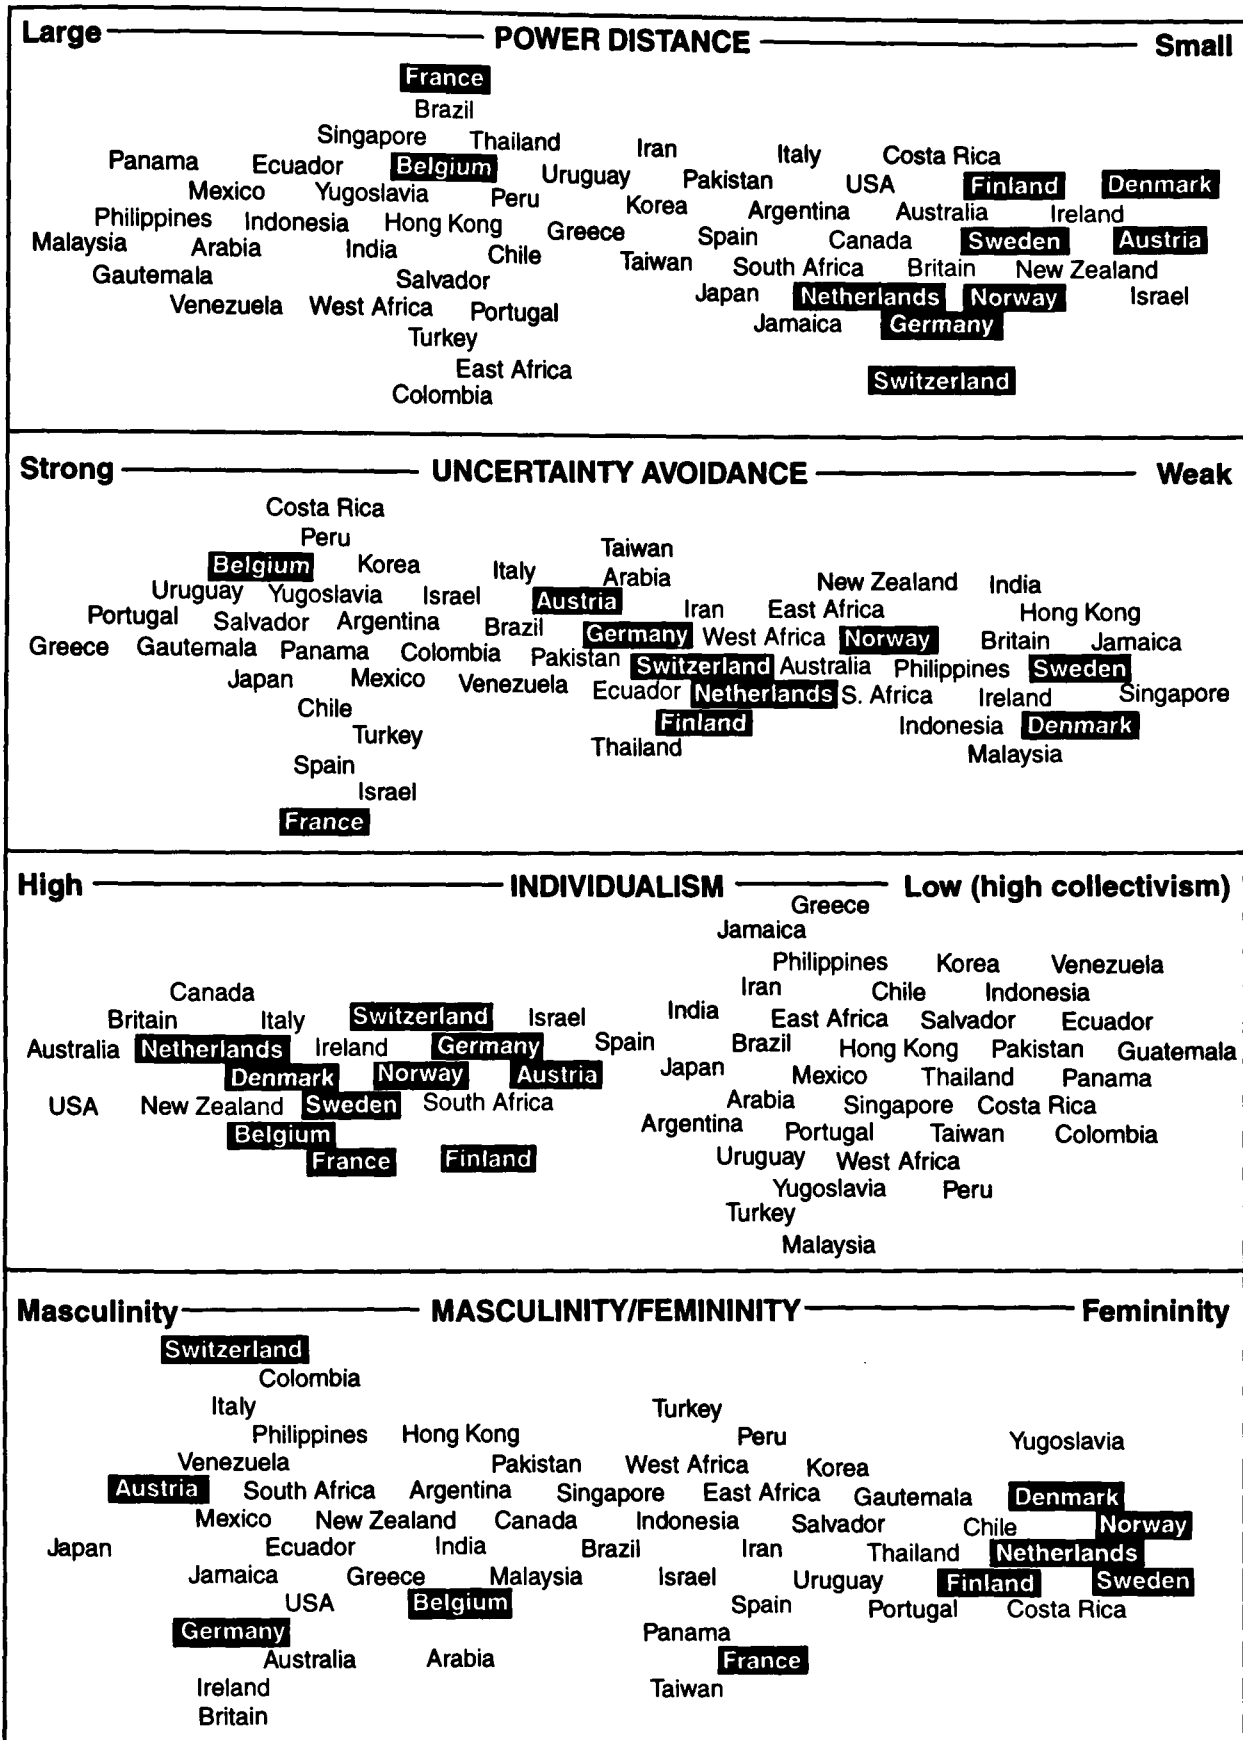 Large POWER DISTANCE Small
France
Brazil
Singapore Thailand Iran Italy Costa Rica
Panama Ecuador Belgium Uruguay Pakistan USA Finland Denmark
Mexico Yugoslavia Peru Korea Argentina Australia Ireland
Philippines Indonesia Hong Kong Greece Spain Canada Sweden Austria
Malaysia Arabia India Chile Taiwan South Africa Britain New Zealand
Gautemala Salvador Japan Netherlands Norway Israel
Venezuela West Africa Portugal Jamaica Germany
Turkey
East Africa Switzerland
Colombia
Strong UNCERTAINTY AVOIDANCE Weak
Costa Rica
Peru Taiwan
Belgium Korea Italy Arabia New Zealand India
Uruguay Yugoslavia Israel Austria Iran East Africa Hong Kong
Portugal Salvador Argentina Brazil Germany West Africa Norway Britain Jamaica
Greece Gautemala Panama Colombia Pakistan Switzerland Australia Philippines Sweden
Japan Mexico Venezuela Ecuador Netherlands S. Africa Ireland Singapore
Chile Finland Indonesia Denmark
Turkey Thailand Malaysia
Spain
Israel
France
High INDIVIDUALISM Low (high collectivism)
Greece
Jamaica
Philippines Korea Venezuela
Canada Iran Chile Indonesia
Britain Italy Switzerland Israel India East Africa Salvador Ecuador
Australia Netherlands Ireland Germany Spain Brazil Hong Kong Pakistan Guatemala
Denmark Norway Austria Japan Mexico Thailand Panama
USA New Zealand Sweden South Africa Arabia Singapore Costa Rica
Belgium Argentina Portugal Taiwan Colombia
France Finland Uruguay West Africa
Yugoslavia Peru
Turkey
Malaysia
Masculinity MASCULINITY/FEMININITY Femininity
Switzerland
Colombia
Italy Turkey
Philippines Hong Kong Peru Yugoslavia
Venezuela Pakistan West Africa Korea
Austria South Africa Argentina Singapore East Africa Gautemala Denmark
Mexico New Zealand Canada Indonesia Salvador Chile Norway
Japan Ecuador India Brazil Iran Thailand Netherlands
Jamaica Greece Malaysia Israel Uruguay Finland Sweden
USA Belgium Spain Portugal Costa Rica
Germany Panama
Australia Arabia France
Ireland Taiwan
Britain